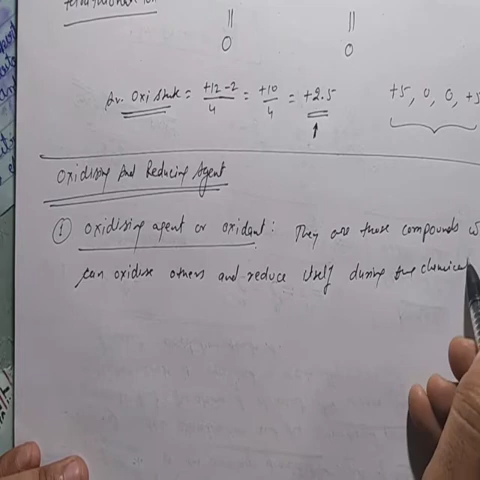 || ||
O O
Av. Oxi State = +12-2/4 = +10/4 = +2.5 +5, 0, 0, +5
Oxidising And Reducing Agent
① oxidising agent or oxidant: They are those compounds w
can oxidise others and reduce itself during the chemical